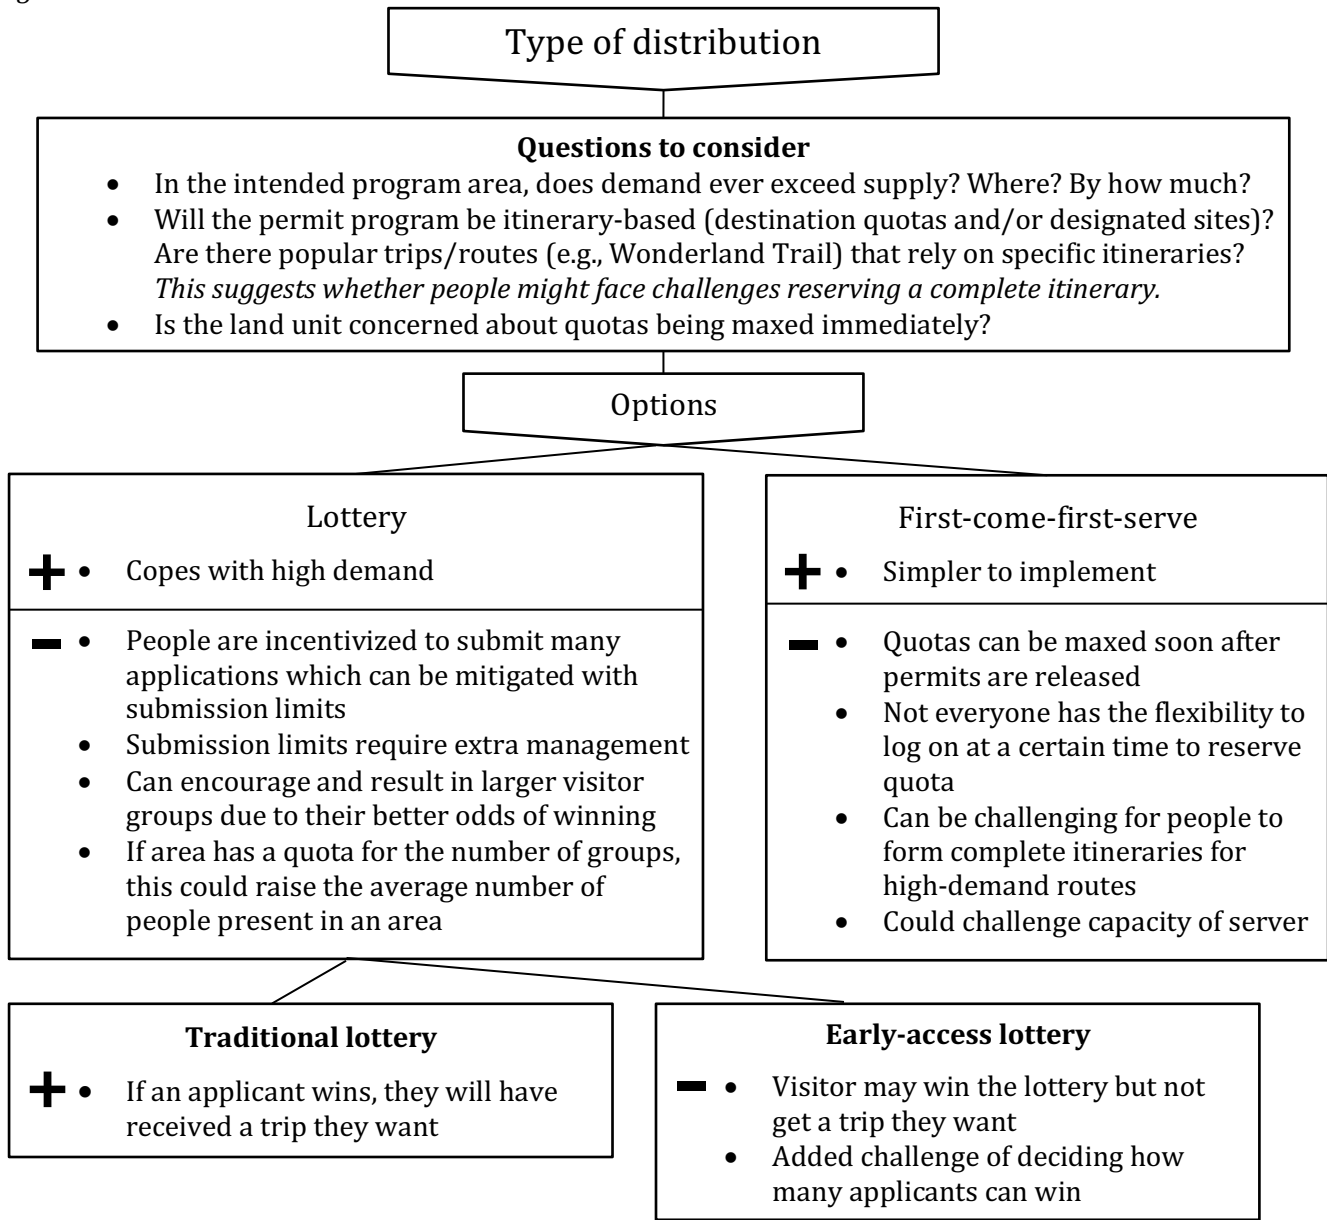 g
Type of distribution
Questions to consider
• In the intended program area, does demand ever exceed supply? Where? By how much?
• Will the permit program be itinerary-based (destination quotas and/or designated sites)?
Are there popular trips/routes (e.g., Wonderland Trail) that rely on specific itineraries?
This suggests whether people might face challenges reserving a complete itinerary.
• Is the land unit concerned about quotas being maxed immediately?
Options
Lottery
+ • Copes with high demand
- • People are incentivized to submit many
applications which can be mitigated with
submission limits
• Submission limits require extra management
• Can encourage and result in larger visitor
groups due to their better odds of winning
• If area has a quota for the number of groups,
this could raise the average number of
people present in an area
First-come-first-serve
+ • Simpler to implement
- • Quotas can be maxed soon after
permits are released
• Not everyone has the flexibility to
log on at a certain time to reserve
quota
• Can be challenging for people to
form complete itineraries for
high-demand routes
• Could challenge capacity of server
Traditional lottery
+ • If an applicant wins, they will have
received a trip they want
Early-access lottery
- • Visitor may win the lottery but not
get a trip they want
• Added challenge of deciding how
many applicants can win